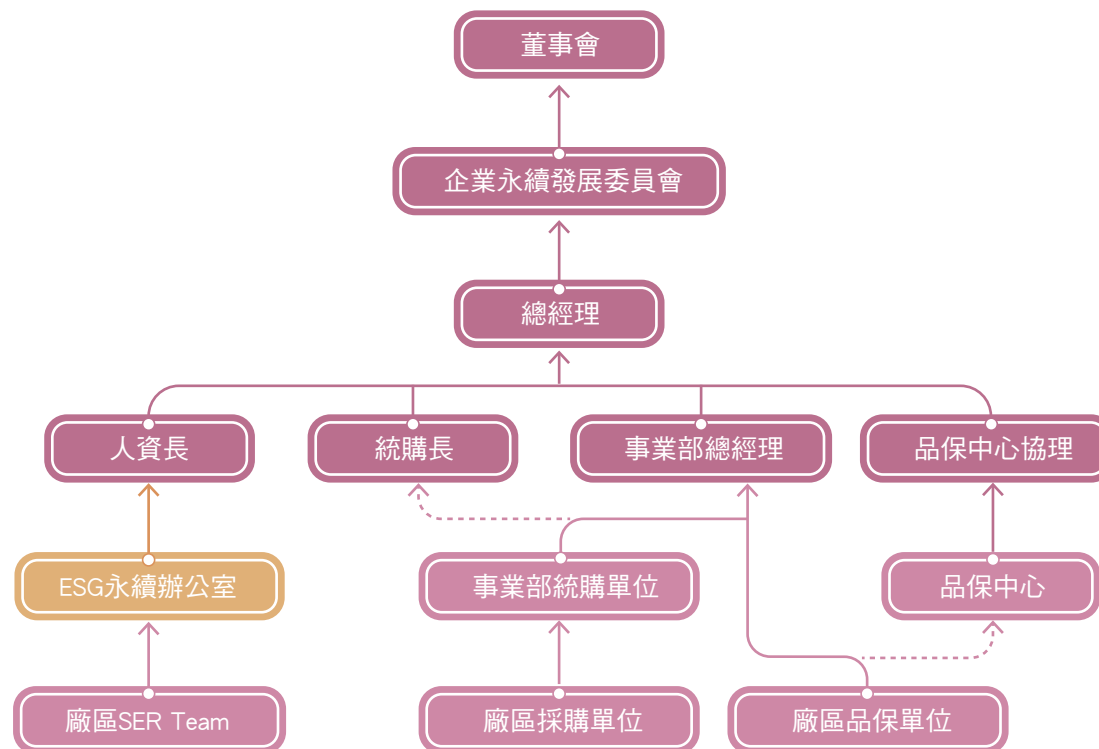 董事會
企業永續發展委員會
總經理
人資長
統購長
事業部總經理
品保中心協理
ESG永續辦公室
事業部統購單位
品保中心
廠區SER Team
廠區採購單位
廠區品保單位